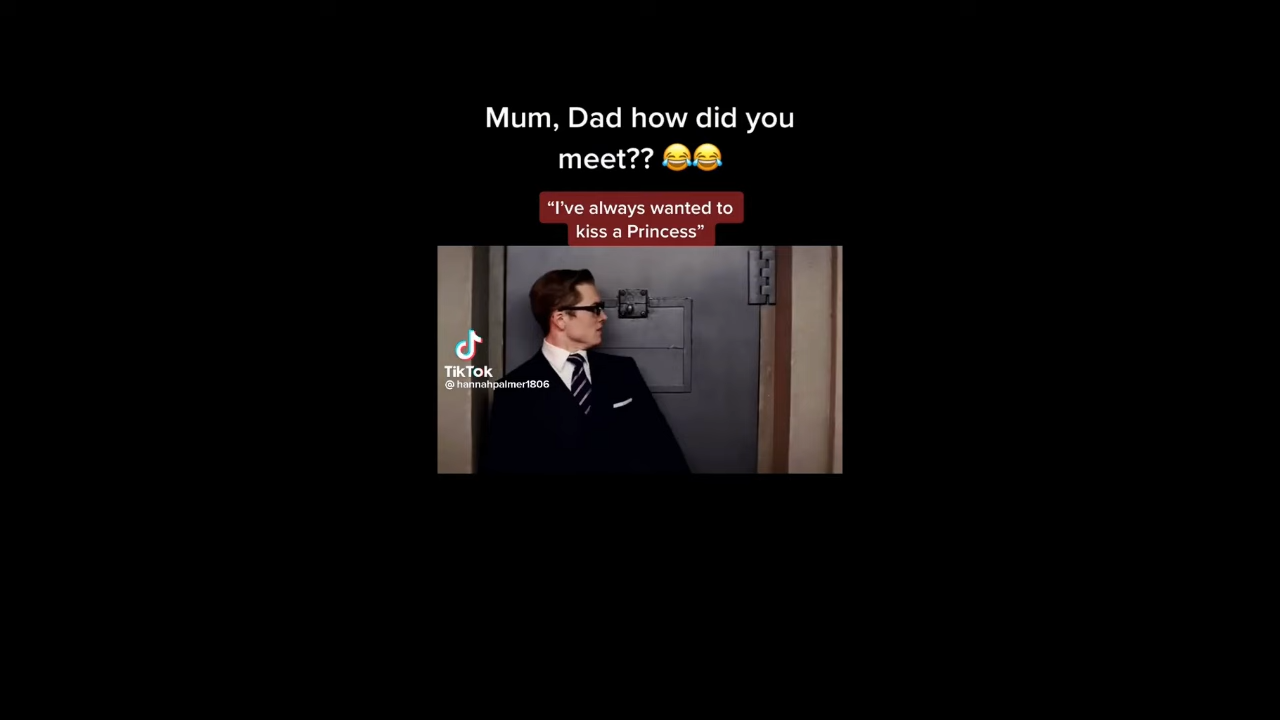 Mum, Dad how did you
meet?? 😂😂
“I’ve always wanted to
kiss a Princess”
TikTok
@hannahpalmer1806